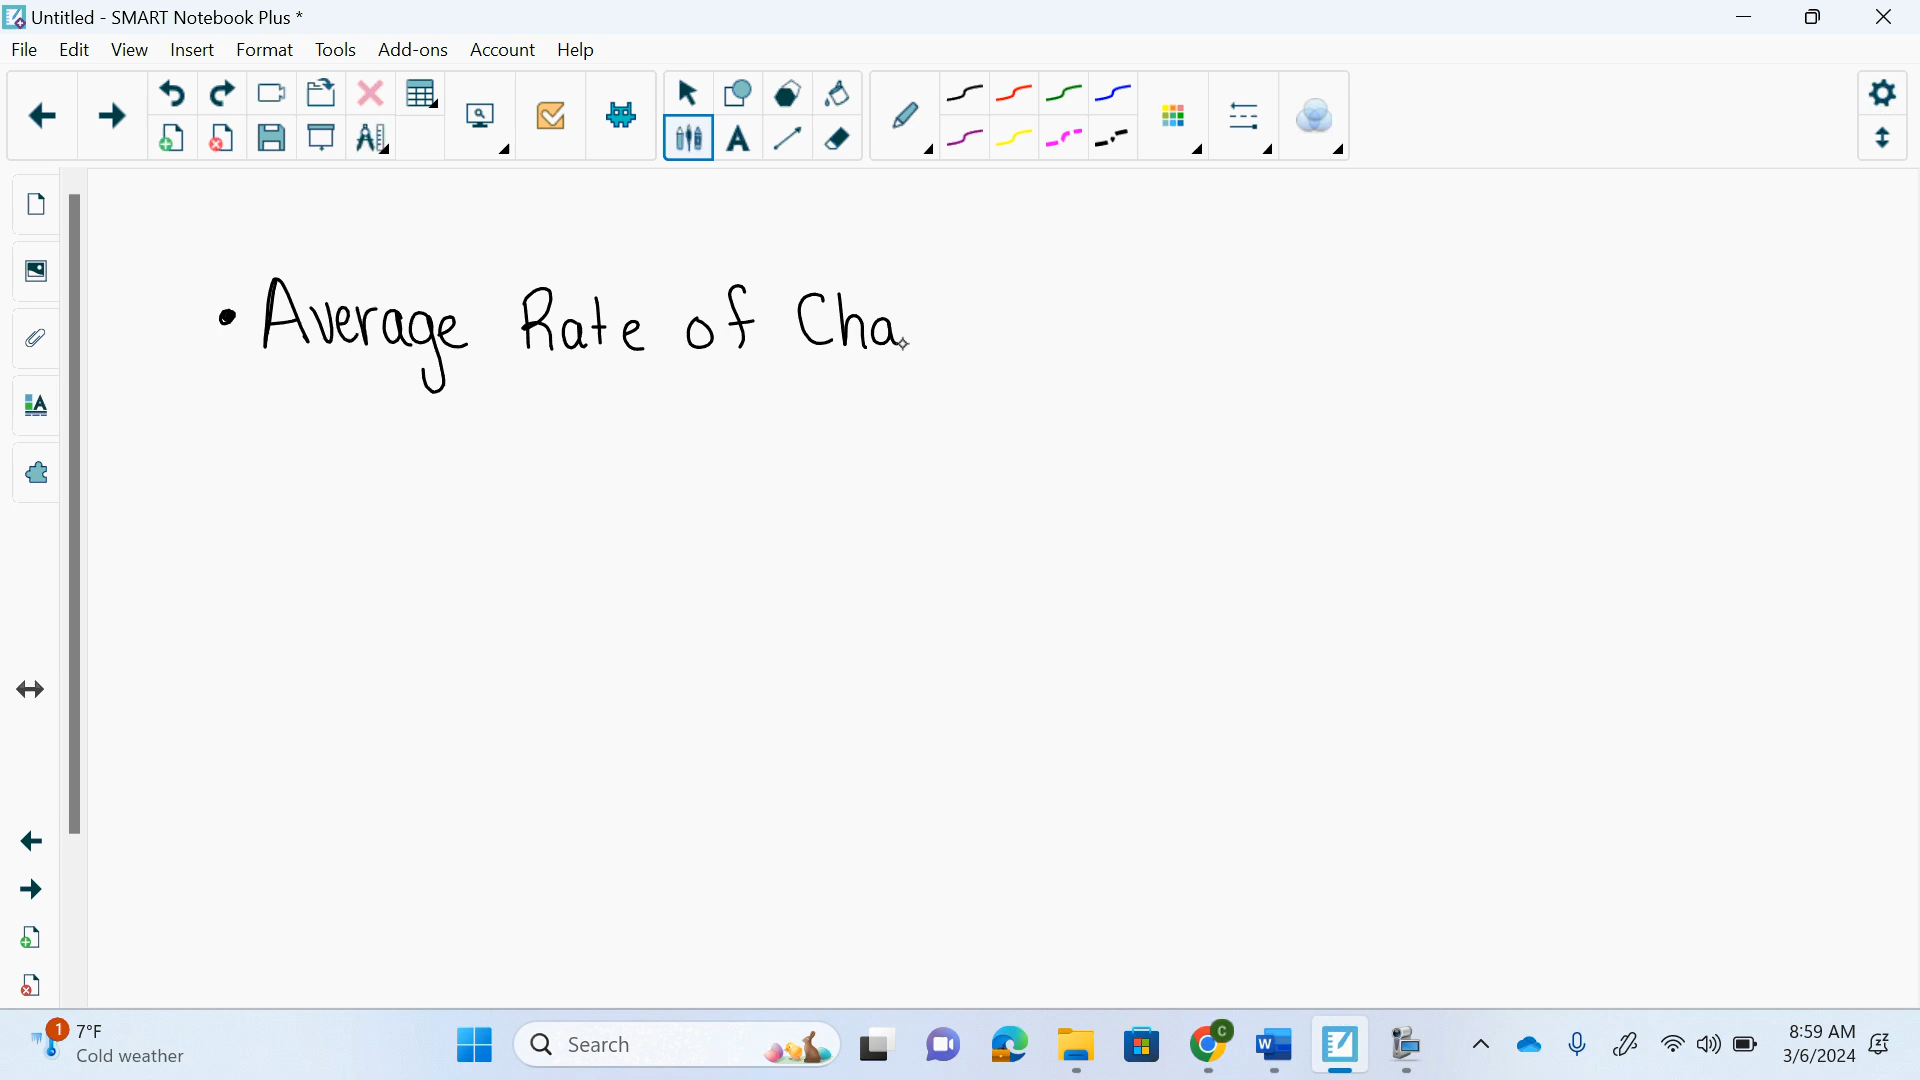 Untitled - SMART Notebook Plus *
File Edit View Insert Format Tools Add-ons Account Help
• Average Rate of Cha
1 7°F
Cold weather
Search
8:59 AM
3/6/2024